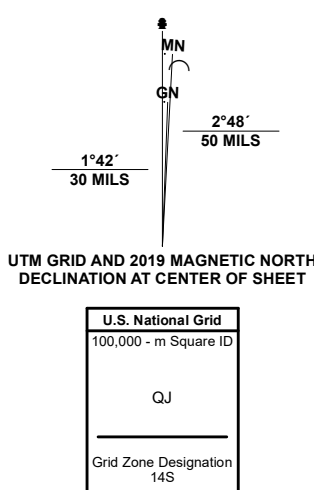 MN
GN
2°48´
50 MILS
1°42´
30 MILS
UTM GRID AND 2019 MAGNETIC NORTH
DECLINATION AT CENTER OF SHEET
U.S. National Grid
100,000 - m Square ID
QJ
Grid Zone Designation
14S